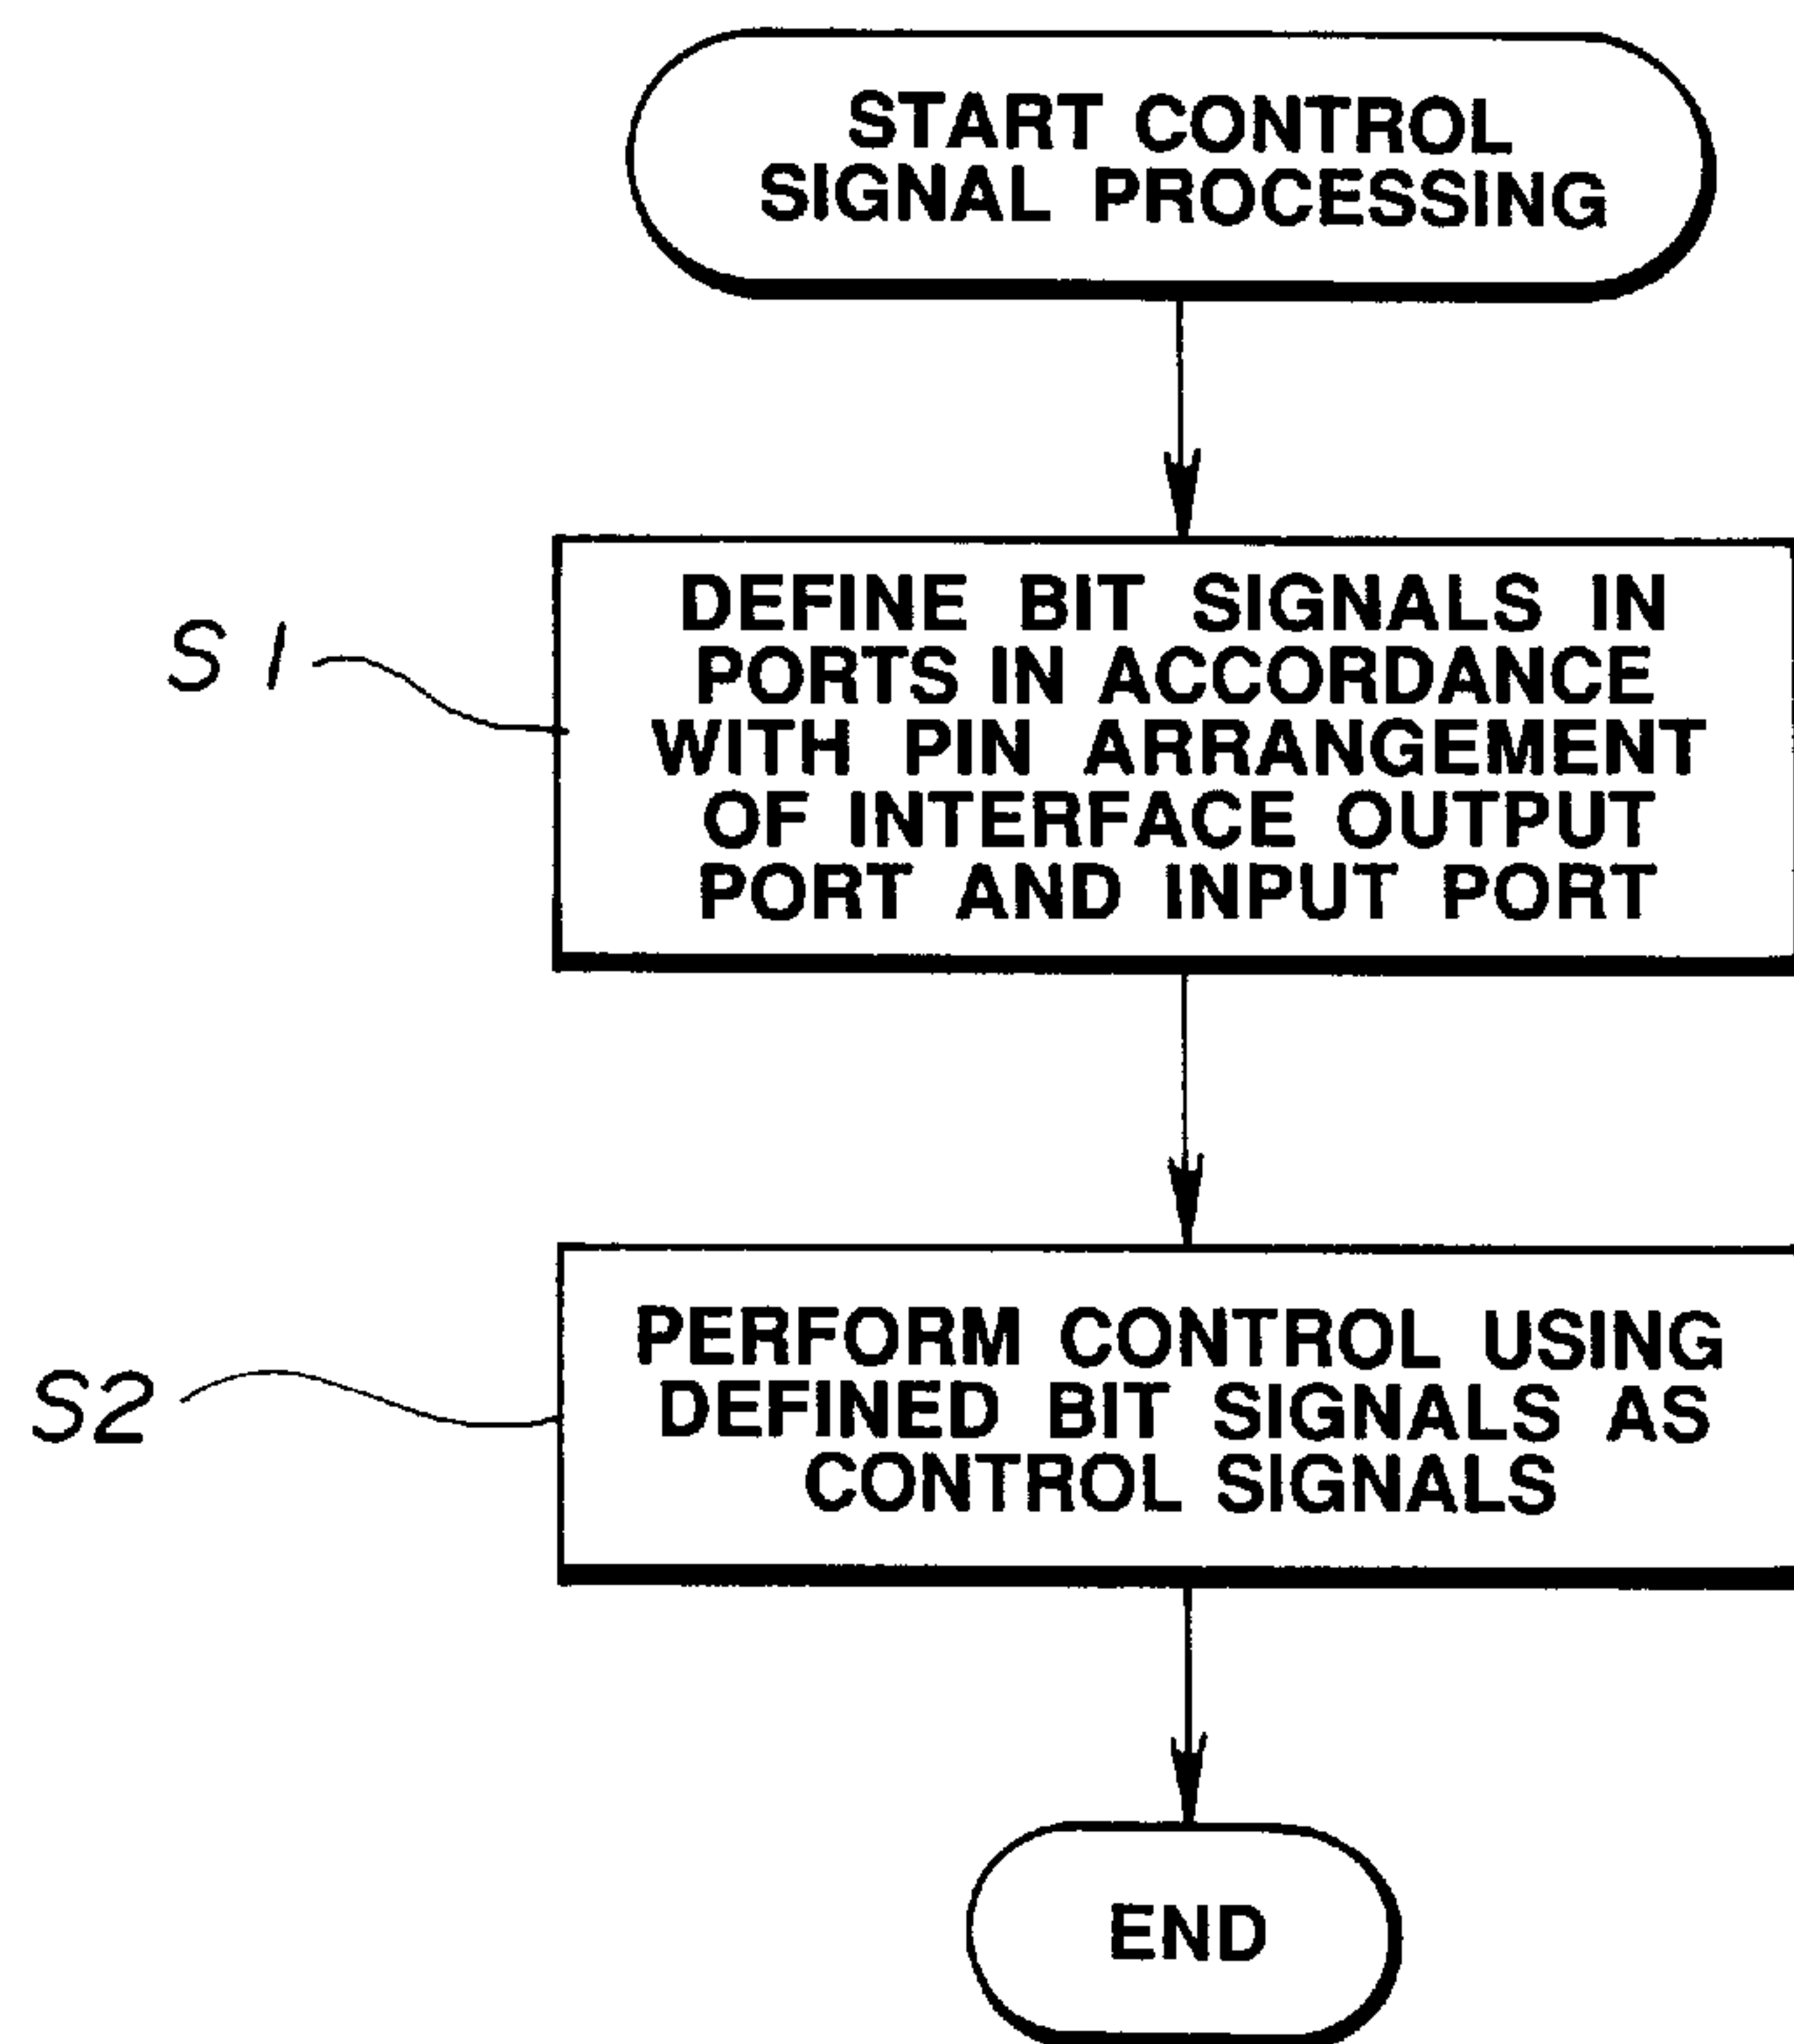 START CONTROL
SIGNAL PROCESSING
S1
DEFINE BIT SIGNALS IN
PORTS IN ACCORDANCE
WITH PIN ARRANGEMENT
OF INTERFACE OUTPUT
PORT AND INPUT PORT
S2
PERFORM CONTROL USING
DEFINED BIT SIGNALS AS
CONTROL SIGNALS
END